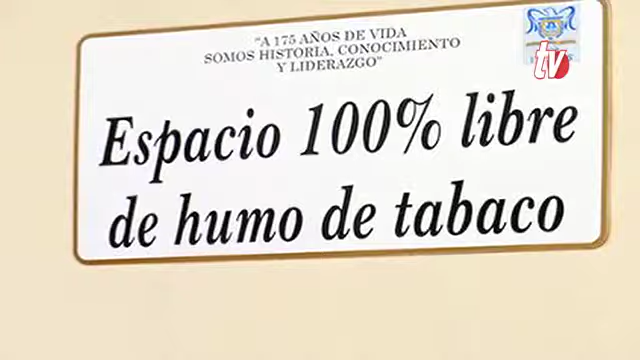 “A 175 AÑOS DE VIDA
SOMOS HISTORIA, CONOCIMIENTO
Y LIDERAZGO”
tv
Espacio 100% libre
de humo de tabaco